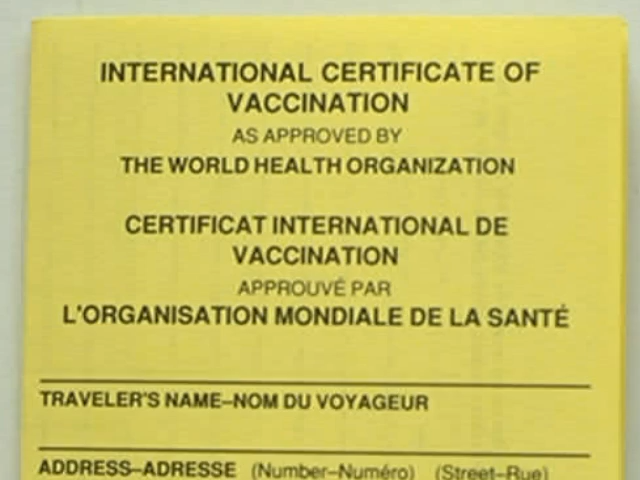 INTERNATIONAL CERTIFICATE OF
VACCINATION
AS APPROVED BY
THE WORLD HEALTH ORGANIZATION
CERTIFICAT INTERNATIONAL DE
VACCINATION
APPROUVÉ PAR
L'ORGANISATION MONDIALE DE LA SANTÉ
TRAVELER'S NAME–NOM DU VOYAGEUR
ADDRESS–ADRESSE (Number–Numéro) (Street–Rue)